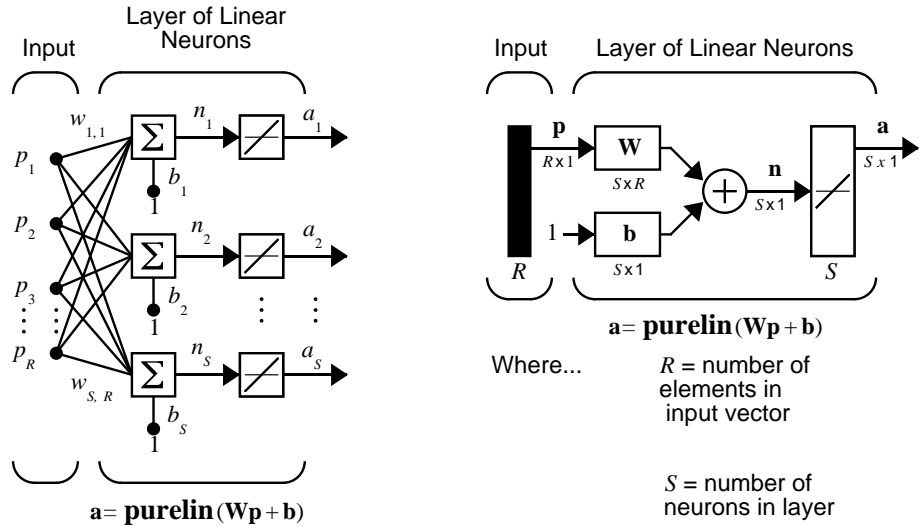 Layer of Linear
Neurons
Input
w1,1
n1
a1
Σ
p1
b1
1
p2
n2
a2
Σ
p3
b2
1
pR
nS
aS
Σ
wS, R
bS
1
a= purelin(Wp+b)
Input
Layer of Linear Neurons
p
W
a
R x 1
S x R
S x 1
n
+
S x 1
1
b
S x 1
R
S
a= purelin(Wp+b)
Where...
R = number of
elements in
input vector
S = number of
neurons in layer